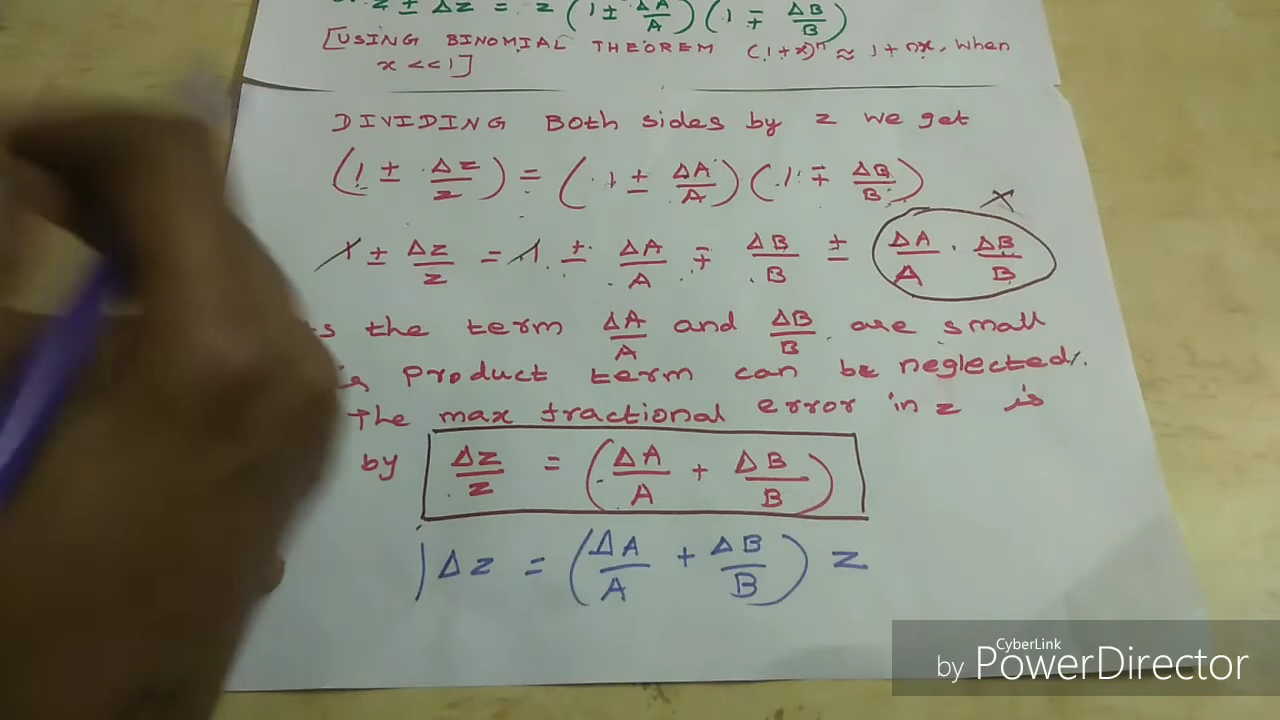 z ± Δz = z (1 ± ΔA/A) (1 ∓ ΔB/B)
[USING BINOMIAL THEOREM (1+x)ⁿ ≈ 1 + nx, when
x <<1]
DIVIDING Both sides by z we get
(1 ± Δz/z) = (1 ± ΔA/A) (1 ∓ ΔB/B)
1 ± Δz/z = 1 ± ΔA/A ∓ ΔB/B ± ΔA/A . ΔB/B x
the term ΔA/A and ΔB/B are small
product term can be neglected.
The max fractional error in z is
by Δz/z = (ΔA/A + ΔB/B)
Δz = (ΔA/A + ΔB/B) z
CyberLink
by PowerDirector